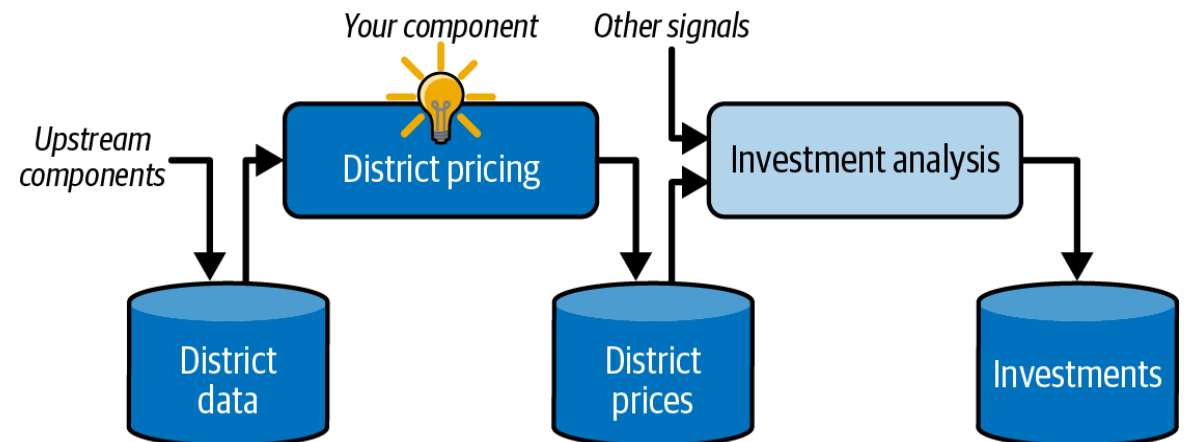 Your component
Other signals
Upstream
components
District pricing
Investment analysis
District
data
District
prices
Investments